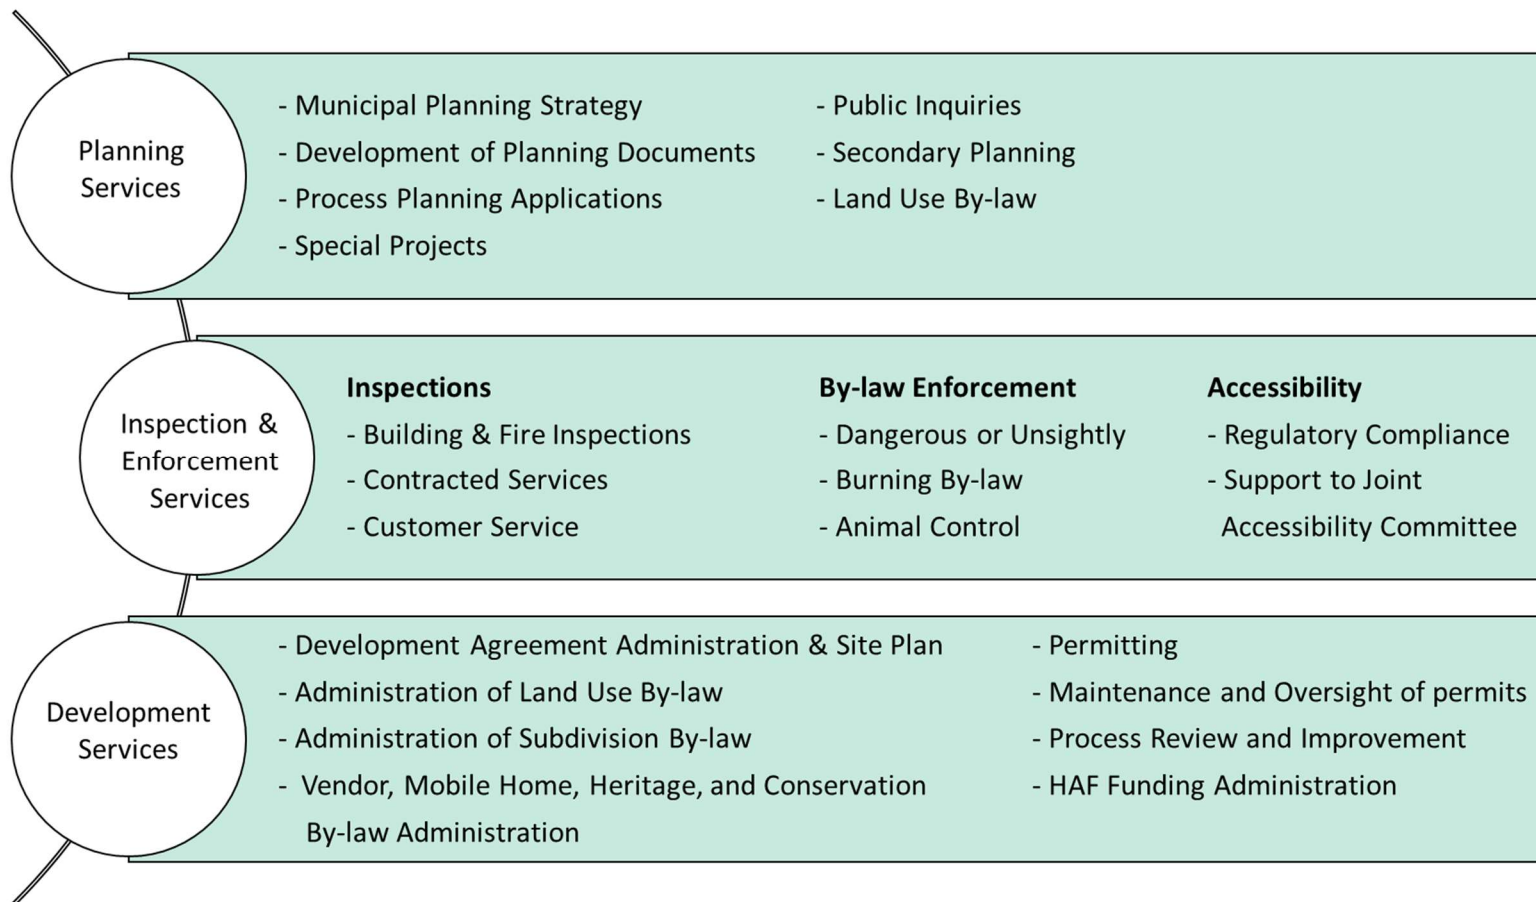 Planning
Services
- Municipal Planning Strategy
- Development of Planning Documents
- Process Planning Applications
- Special Projects
- Public Inquiries
- Secondary Planning
- Land Use By-law
Inspection &
Enforcement
Services
Inspections
- Building & Fire Inspections
- Contracted Services
- Customer Service
By-law Enforcement
- Dangerous or Unsightly
- Burning By-law
- Animal Control
Accessibility
- Regulatory Compliance
- Support to Joint
Accessibility Committee
Development
Services
- Development Agreement Administration & Site Plan
- Administration of Land Use By-law
- Administration of Subdivision By-law
- Vendor, Mobile Home, Heritage, and Conservation
By-law Administration
- Permitting
- Maintenance and Oversight of permits
- Process Review and Improvement
- HAF Funding Administration